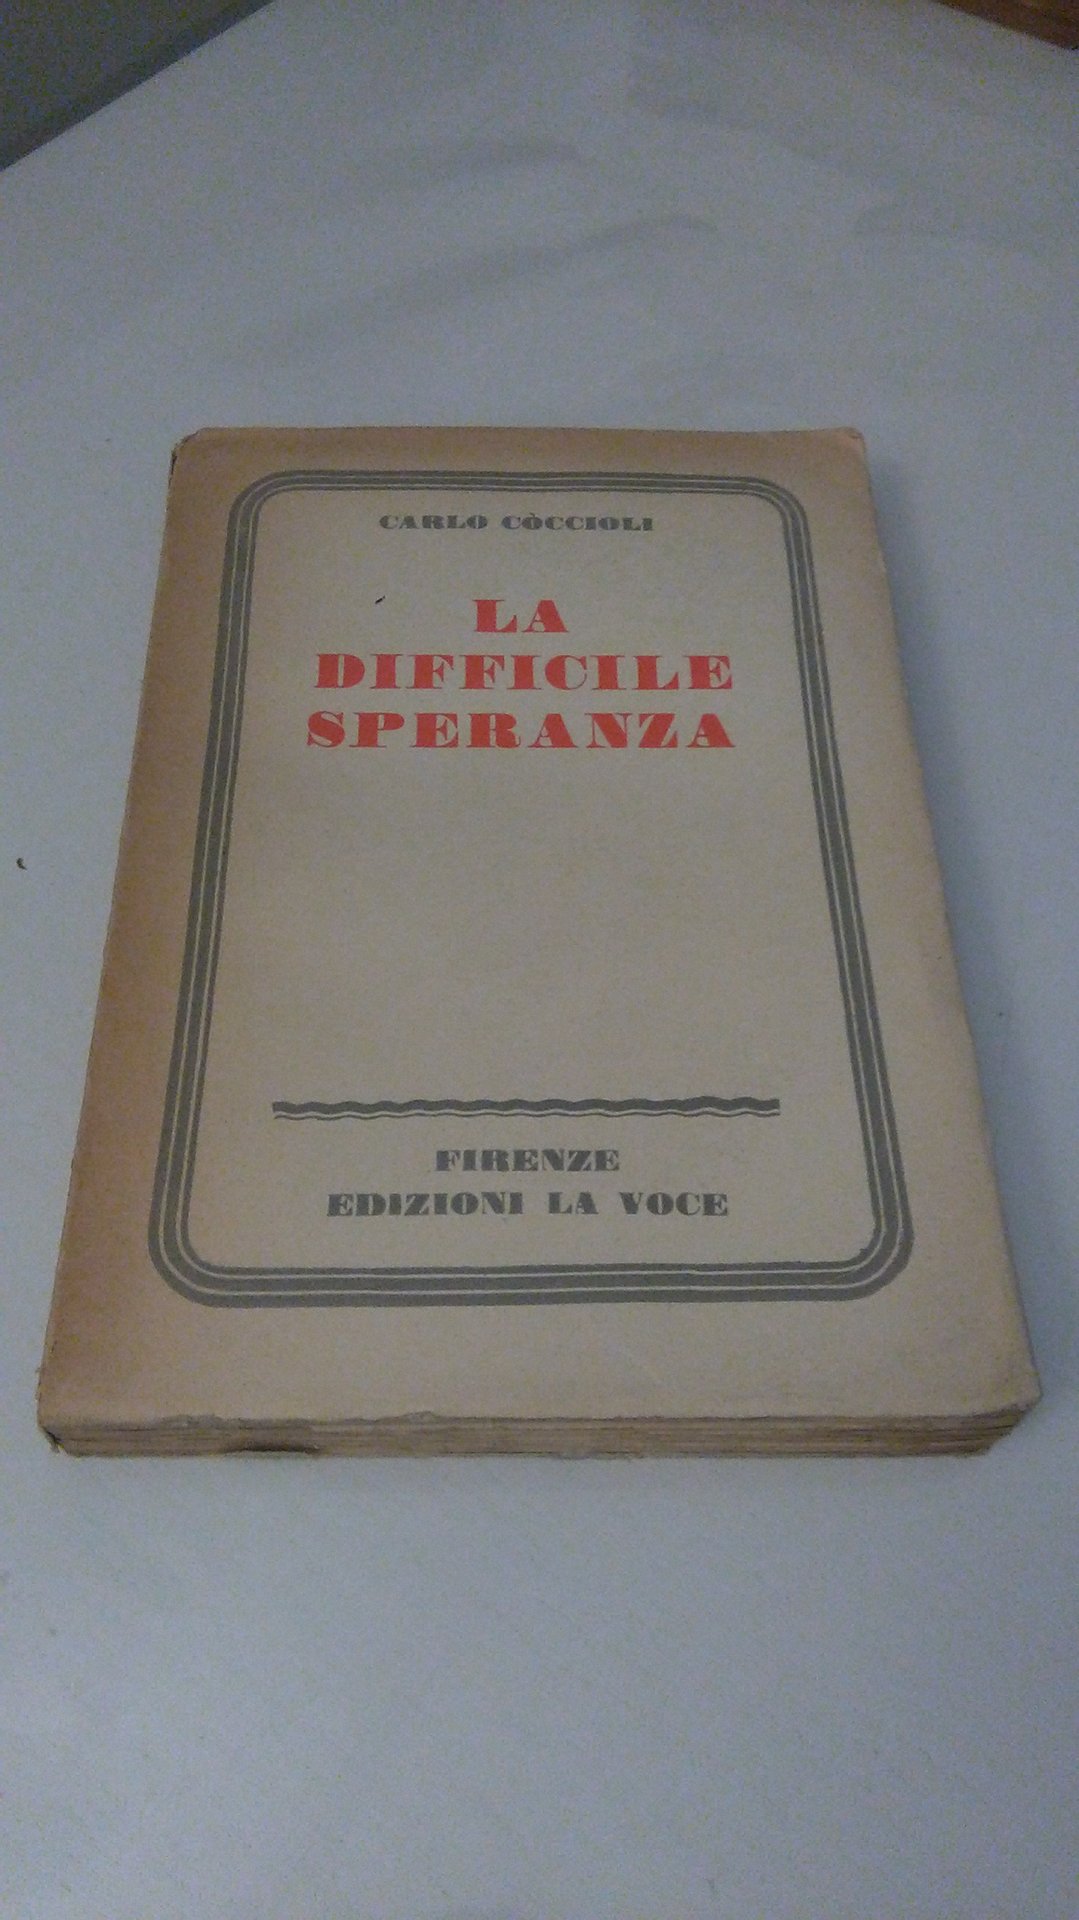 CARLO CÒCCIOLI
LA
DIFFICILE
SPERANZA
FIRENZE
EDIZIONI LA VOCE